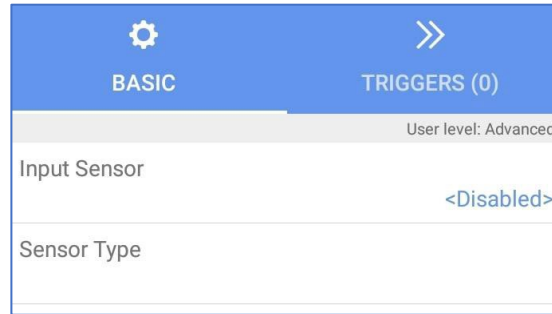 BASIC
TRIGGERS (0)
User level: Advanced
Input Sensor
<Disabled>
Sensor Type